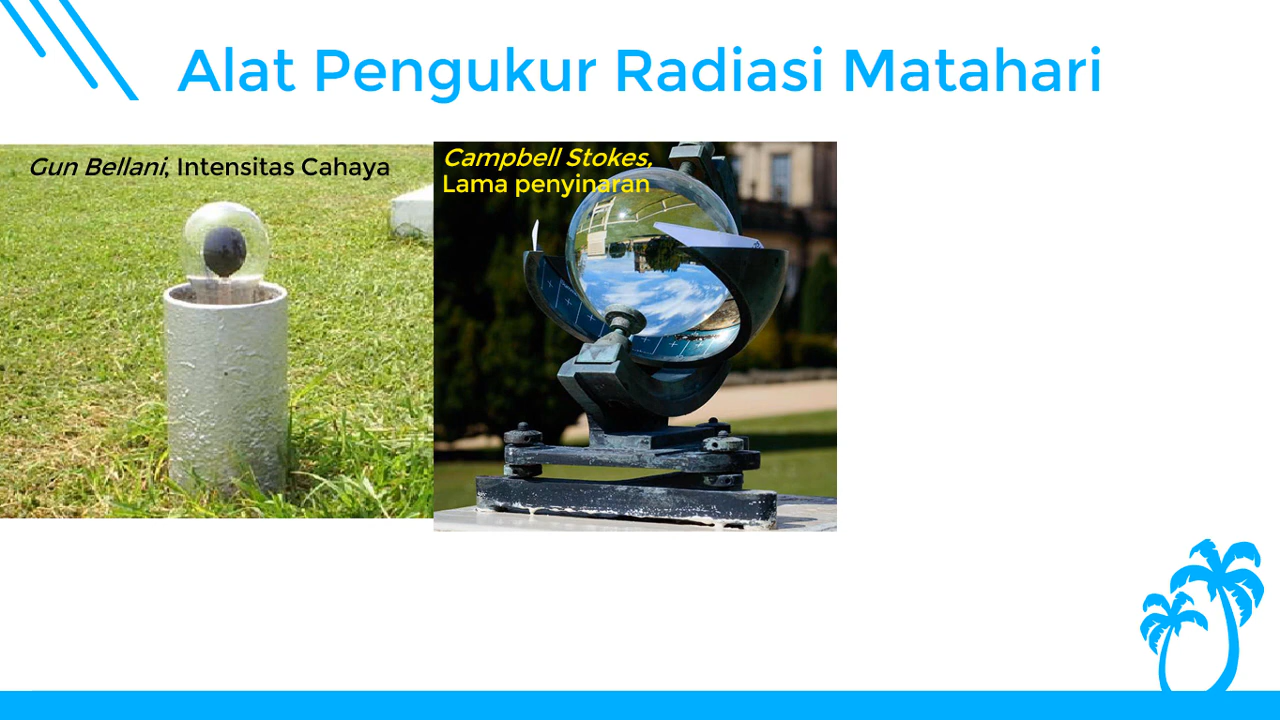 Alat Pengukur Radiasi Matahari
Gun Bellani, Intensitas Cahaya
Campbell Stokes,
Lama penyinaran